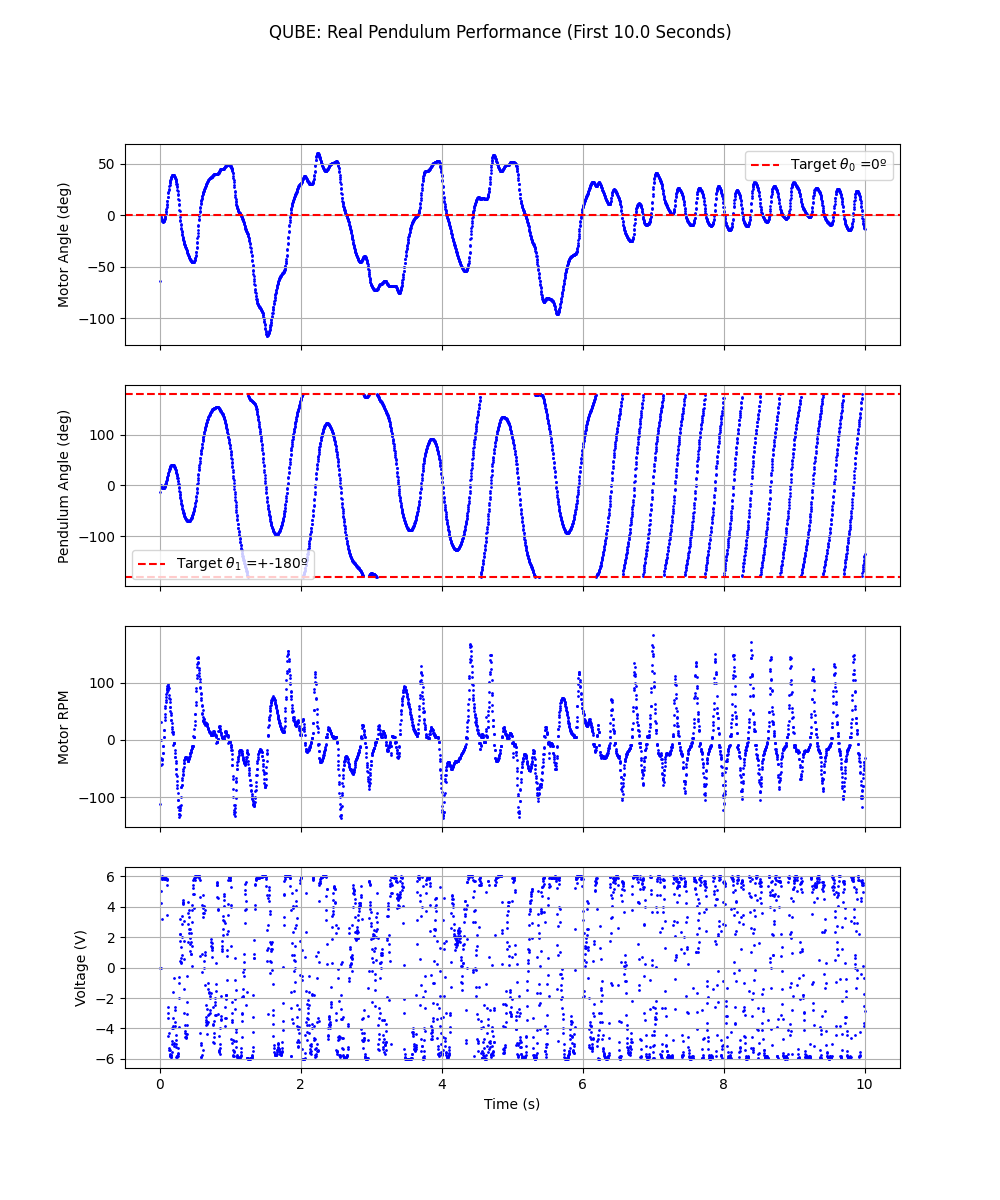 QUBE: Real Pendulum Performance (First 10.0 Seconds)
Motor Angle (deg)
50
0
−50
−100
Target θ0 =0º
Pendulum Angle (deg)
100
0
−100
Target θ1 =+-180º
Motor RPM
100
0
−100
Voltage (V)
6
4
2
0
−2
−4
−6
0 2 4 6 8 10
Time (s)